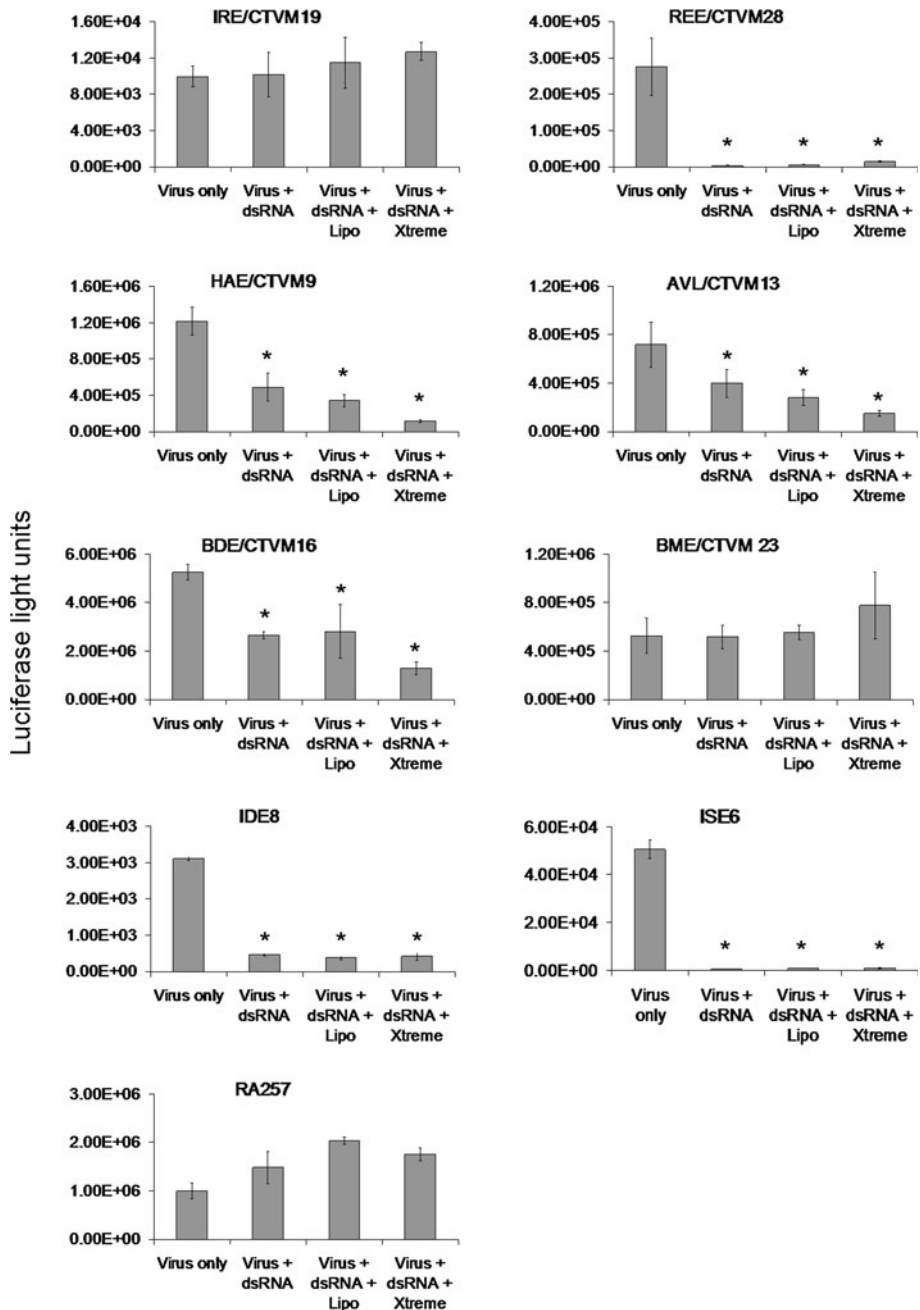 Luciferase light units
IRE/CTVM19
1.60E+04
1.20E+04
8.00E+03
4.00E+03
0.00E+00
Virus only
Virus +
dsRNA
Virus +
dsRNA +
Lipo
Virus +
dsRNA +
Xtreme
REE/CTVM28
4.00E+05
3.00E+05
2.00E+05
1.00E+05
0.00E+00
* * *
Virus only
Virus +
dsRNA
Virus +
dsRNA +
Lipo
Virus +
dsRNA +
Xtreme
HAE/CTVM9
1.60E+06
1.20E+06
8.00E+05
4.00E+05
0.00E+00
* * *
Virus only
Virus +
dsRNA
Virus +
dsRNA +
Lipo
Virus +
dsRNA +
Xtreme
AVL/CTVM13
1.20E+06
8.00E+05
4.00E+05
0.00E+00
* * *
Virus only
Virus +
dsRNA
Virus +
dsRNA +
Lipo
Virus +
dsRNA +
Xtreme
BDE/CTVM16
6.00E+06
4.00E+06
2.00E+06
0.00E+00
* * *
Virus only
Virus +
dsRNA
Virus +
dsRNA +
Lipo
Virus +
dsRNA +
Xtreme
BME/CTVM 23
1.20E+06
8.00E+05
4.00E+05
0.00E+00
Virus only
Virus +
dsRNA
Virus +
dsRNA +
Lipo
Virus +
dsRNA +
Xtreme
IDE8
4.00E+03
3.00E+03
2.00E+03
1.00E+03
0.00E+00
* * *
Virus only
Virus +
dsRNA
Virus +
dsRNA +
Lipo
Virus +
dsRNA +
Xtreme
ISE6
6.00E+04
4.00E+04
2.00E+04
0.00E+00
* * *
Virus
only
Virus +
dsRNA
Virus +
dsRNA +
Lipo
Virus +
dsRNA +
Xtreme
RA257
3.00E+06
2.00E+06
1.00E+06
0.00E+00
Virus only
Virus +
dsRNA
Virus +
dsRNA +
Lipo
Virus +
dsRNA +
Xtreme